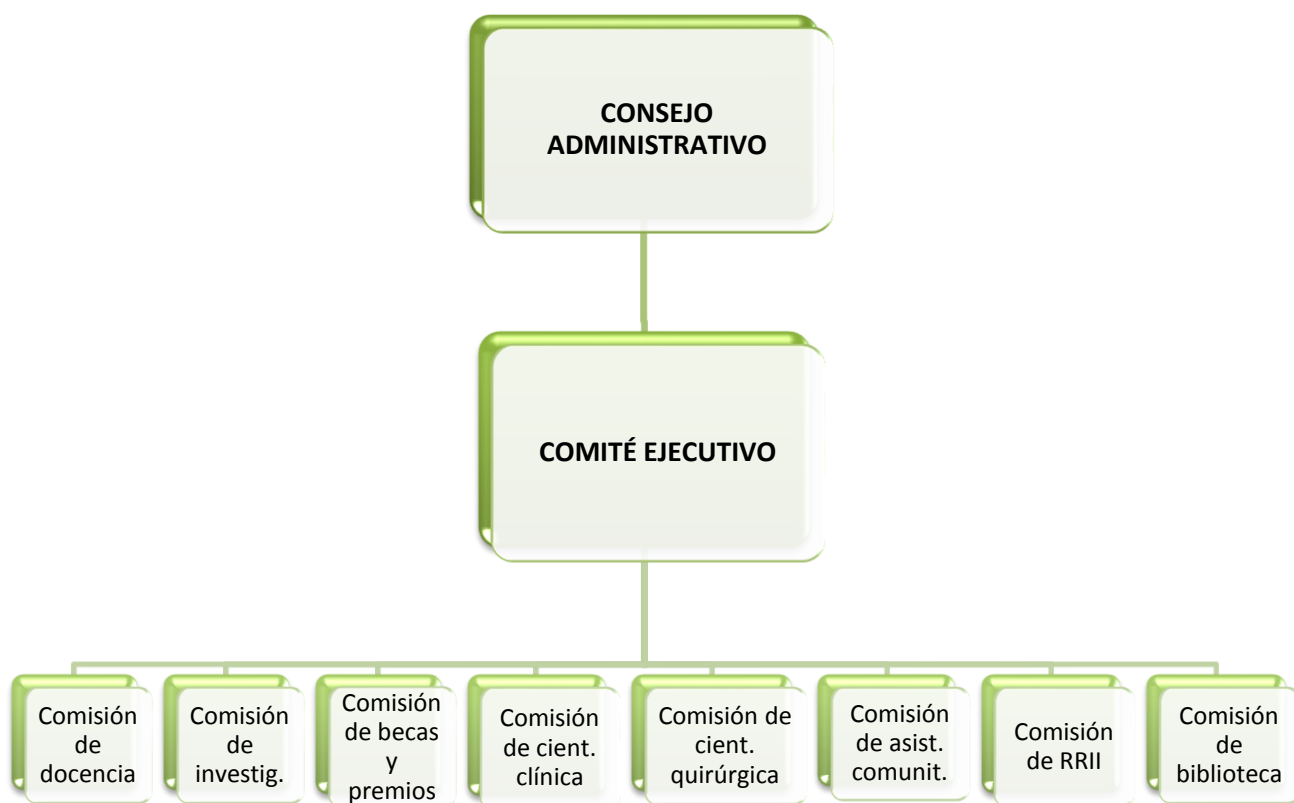 CONSEJO
ADMINISTRATIVO
COMITÉ EJECUTIVO
Comisión
de
docencia
Comisión
de
investig.
Comisión
de becas
y
premios
Comisión
de cient.
clínica
Comisión de
cient.
quirúrgica
Comisión
de asist.
comunit.
Comisión
de RRII
Comisión
de
biblioteca